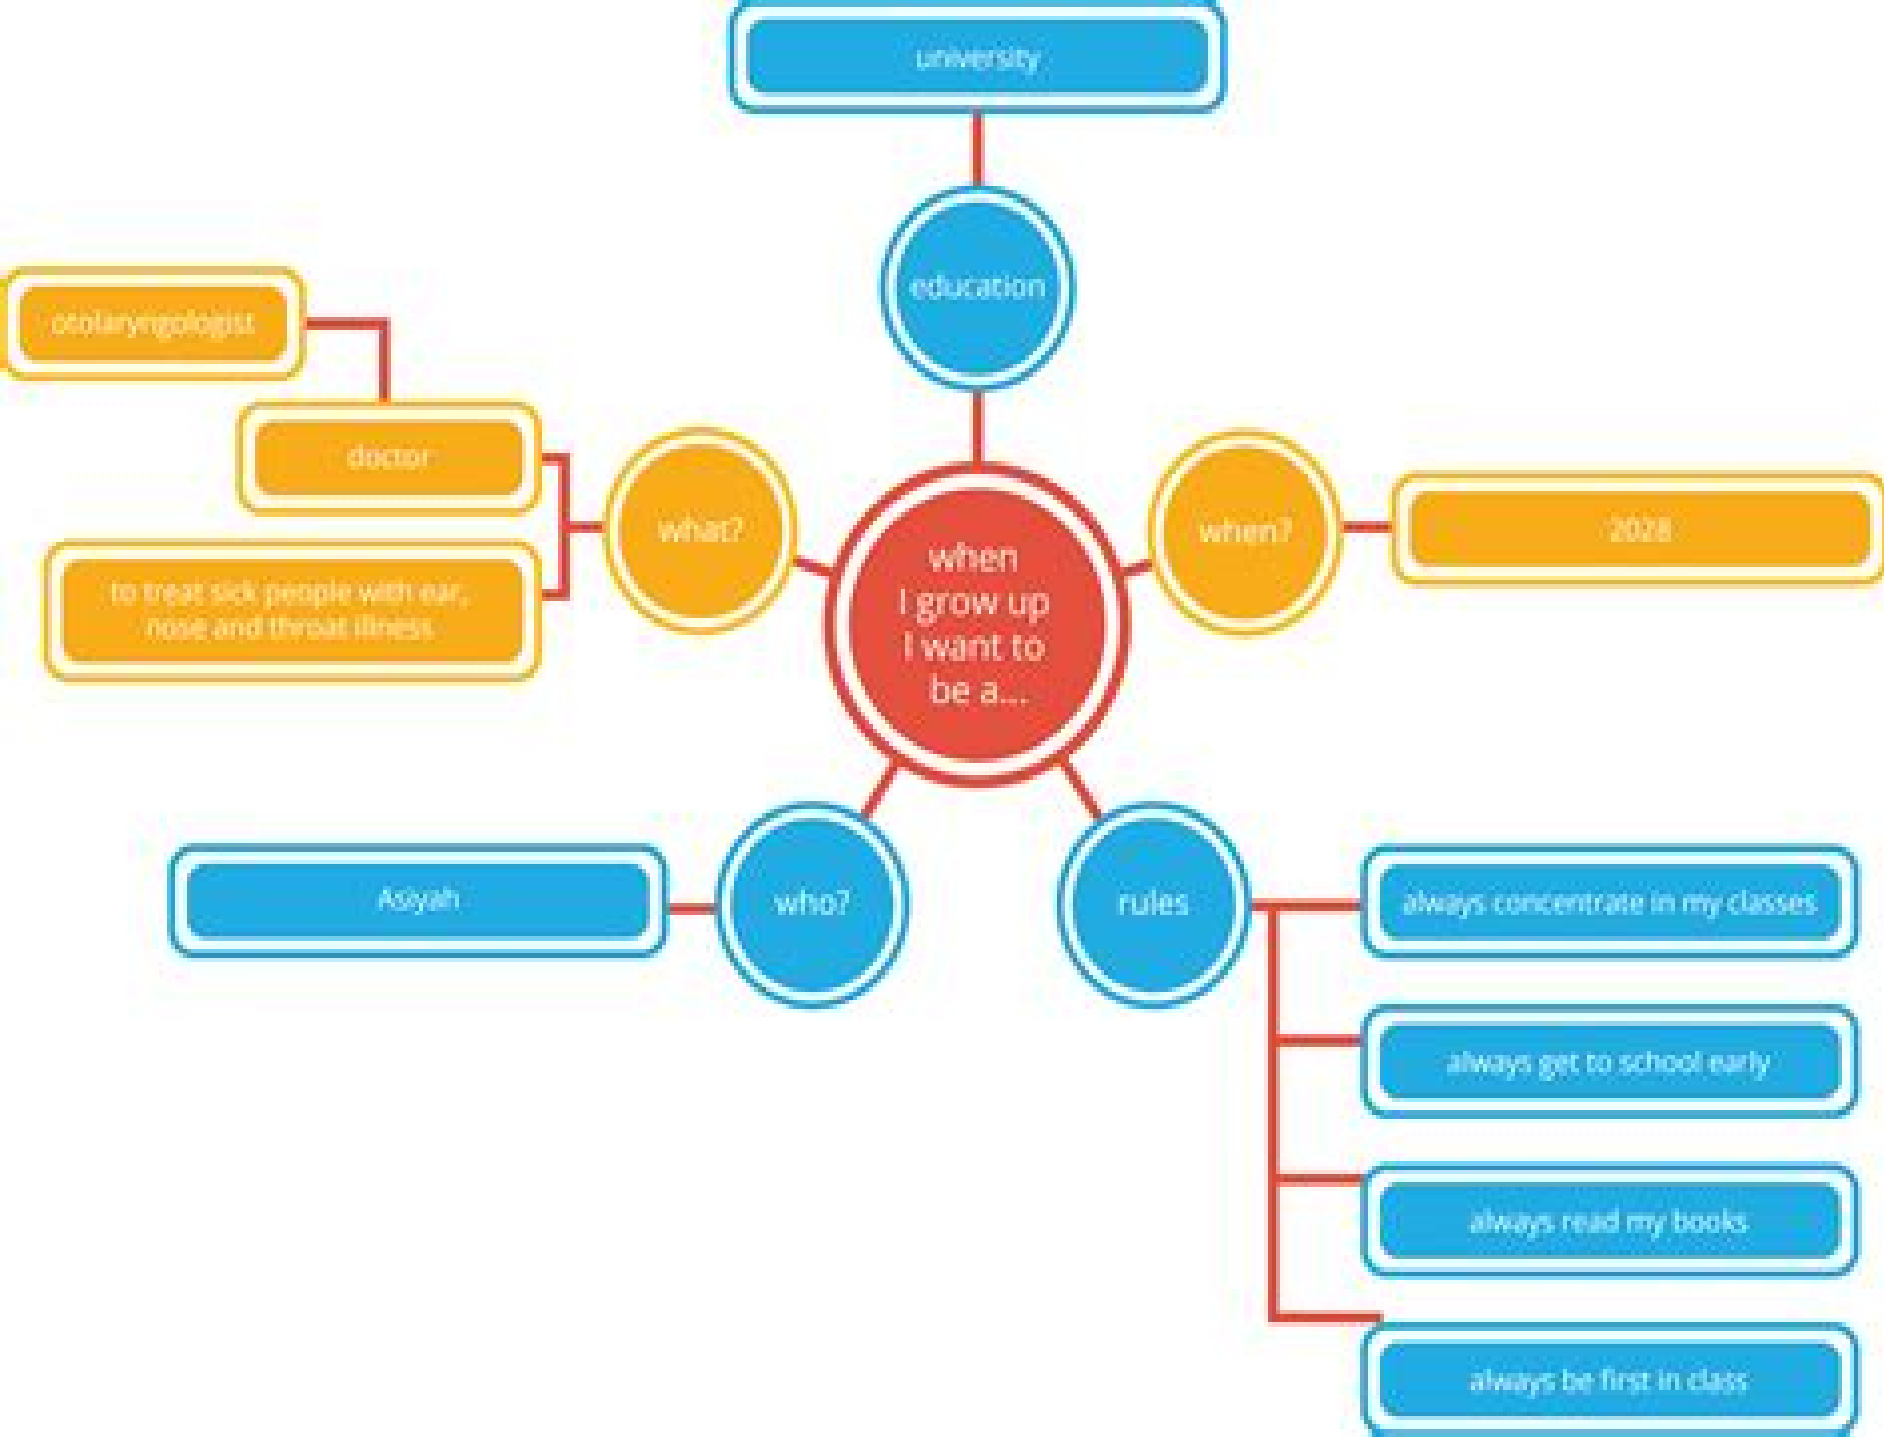 university
education
otolaryngologist
doctor
to treat sick people with ear,
nose and throat illness
what?
when
I grow up
I want to
be a...
when?
2028
Asiyah
who?
rules
always concentrate in my classes
always get to school early
always read my books
always be first in class